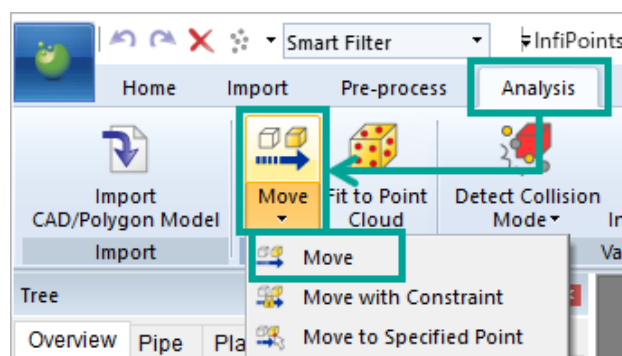 Smart Filter
InfiPoints
Home Import Pre-process Analysis
Import
CAD/Polygon Model
Move
Fit to Point
Cloud
Detect Collision
Mode
Import
Tree
Overview Pipe
Move
Move with Constraint
Move to Specified Point